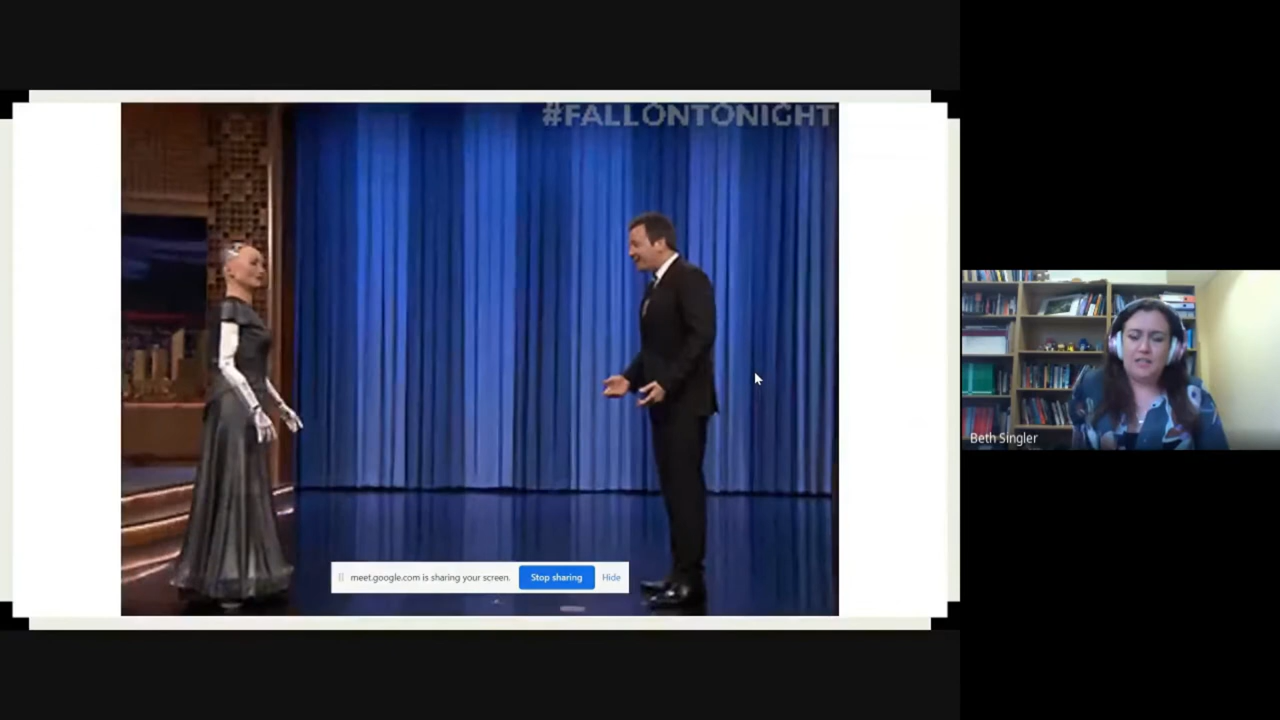 #FALLONTONIGHT
meet.google.com is sharing your screen.
Stop sharing
Hide
Beth Singler